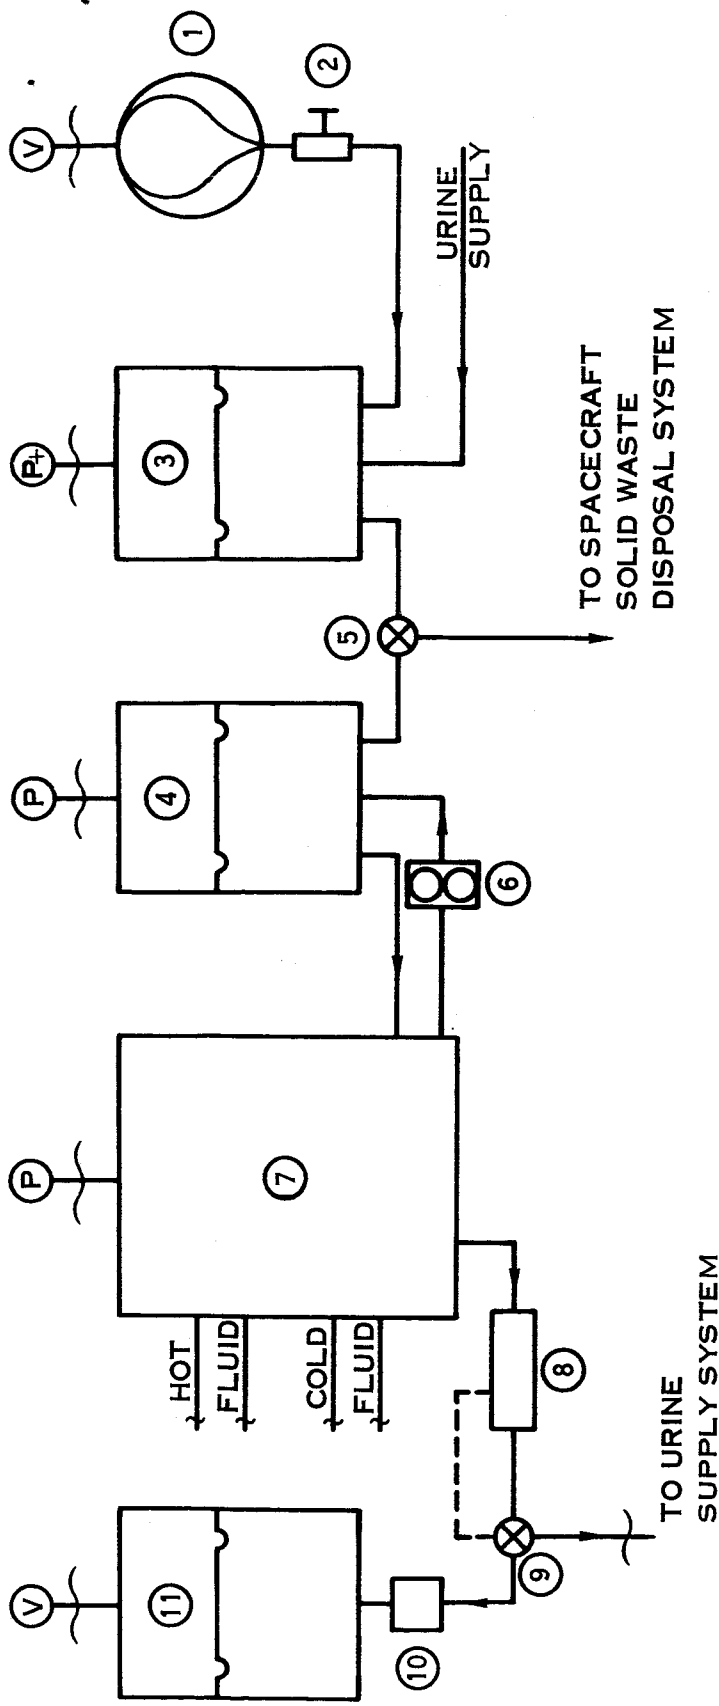 V
P
P
P+
V
11
4
3
1
HOT
FLUID
7
COLD
FLUID
2
5
10
URINE
SUPPLY
6
9
8
TO SPACECRAFT
SOLID WASTE
DISPOSAL SYSTEM
TO URINE
SUPPLY SYSTEM